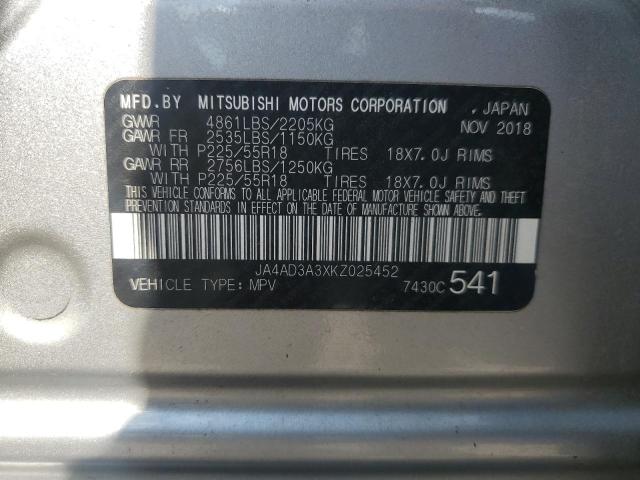 MFD.BY MITSUBISHI MOTORS CORPORATION . JAPAN
GVWR 4861LBS/2205KG NOV 2018
GAWR FR 2535LBS/1150KG
WITH P225/55R18 TIRES 18X7.0J RIMS
GAWR RR 2756LBS/1250KG
WITH P225/55R18 TIRES 18X7.0J RIMS
THIS VEHICLE CONFORMS TO ALL APPLICABLE FEDERAL MOTOR VEHICLE SAFETY AND THEFT
PREVENTION STANDARDS IN EFFECT ON THE DATE OF MANUFACTURE SHOWN ABOVE.
JA4AD3A3XKZ025452
VEHICLE TYPE: MPV 7430C 541